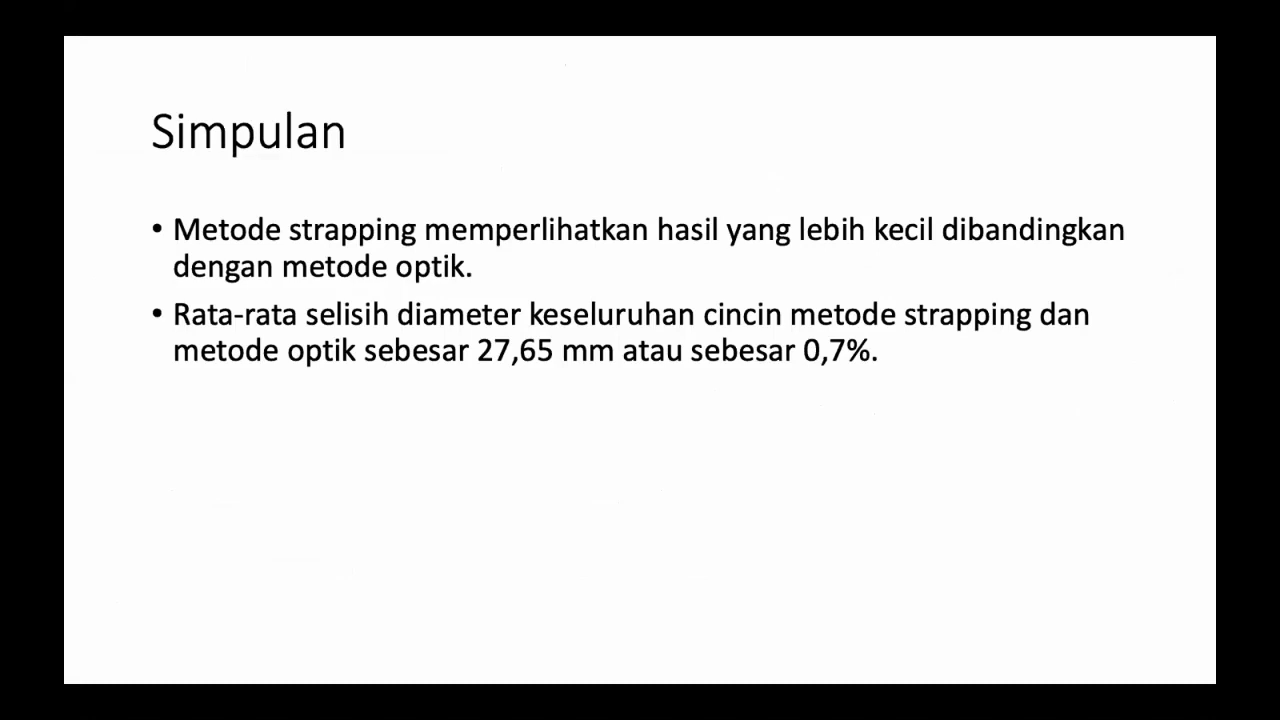 Simpulan
• Metode strapping memperlihatkan hasil yang lebih kecil dibandingkan
dengan metode optik.
• Rata-rata selisih diameter keseluruhan cincin metode strapping dan
metode optik sebesar 27,65 mm atau sebesar 0,7%.